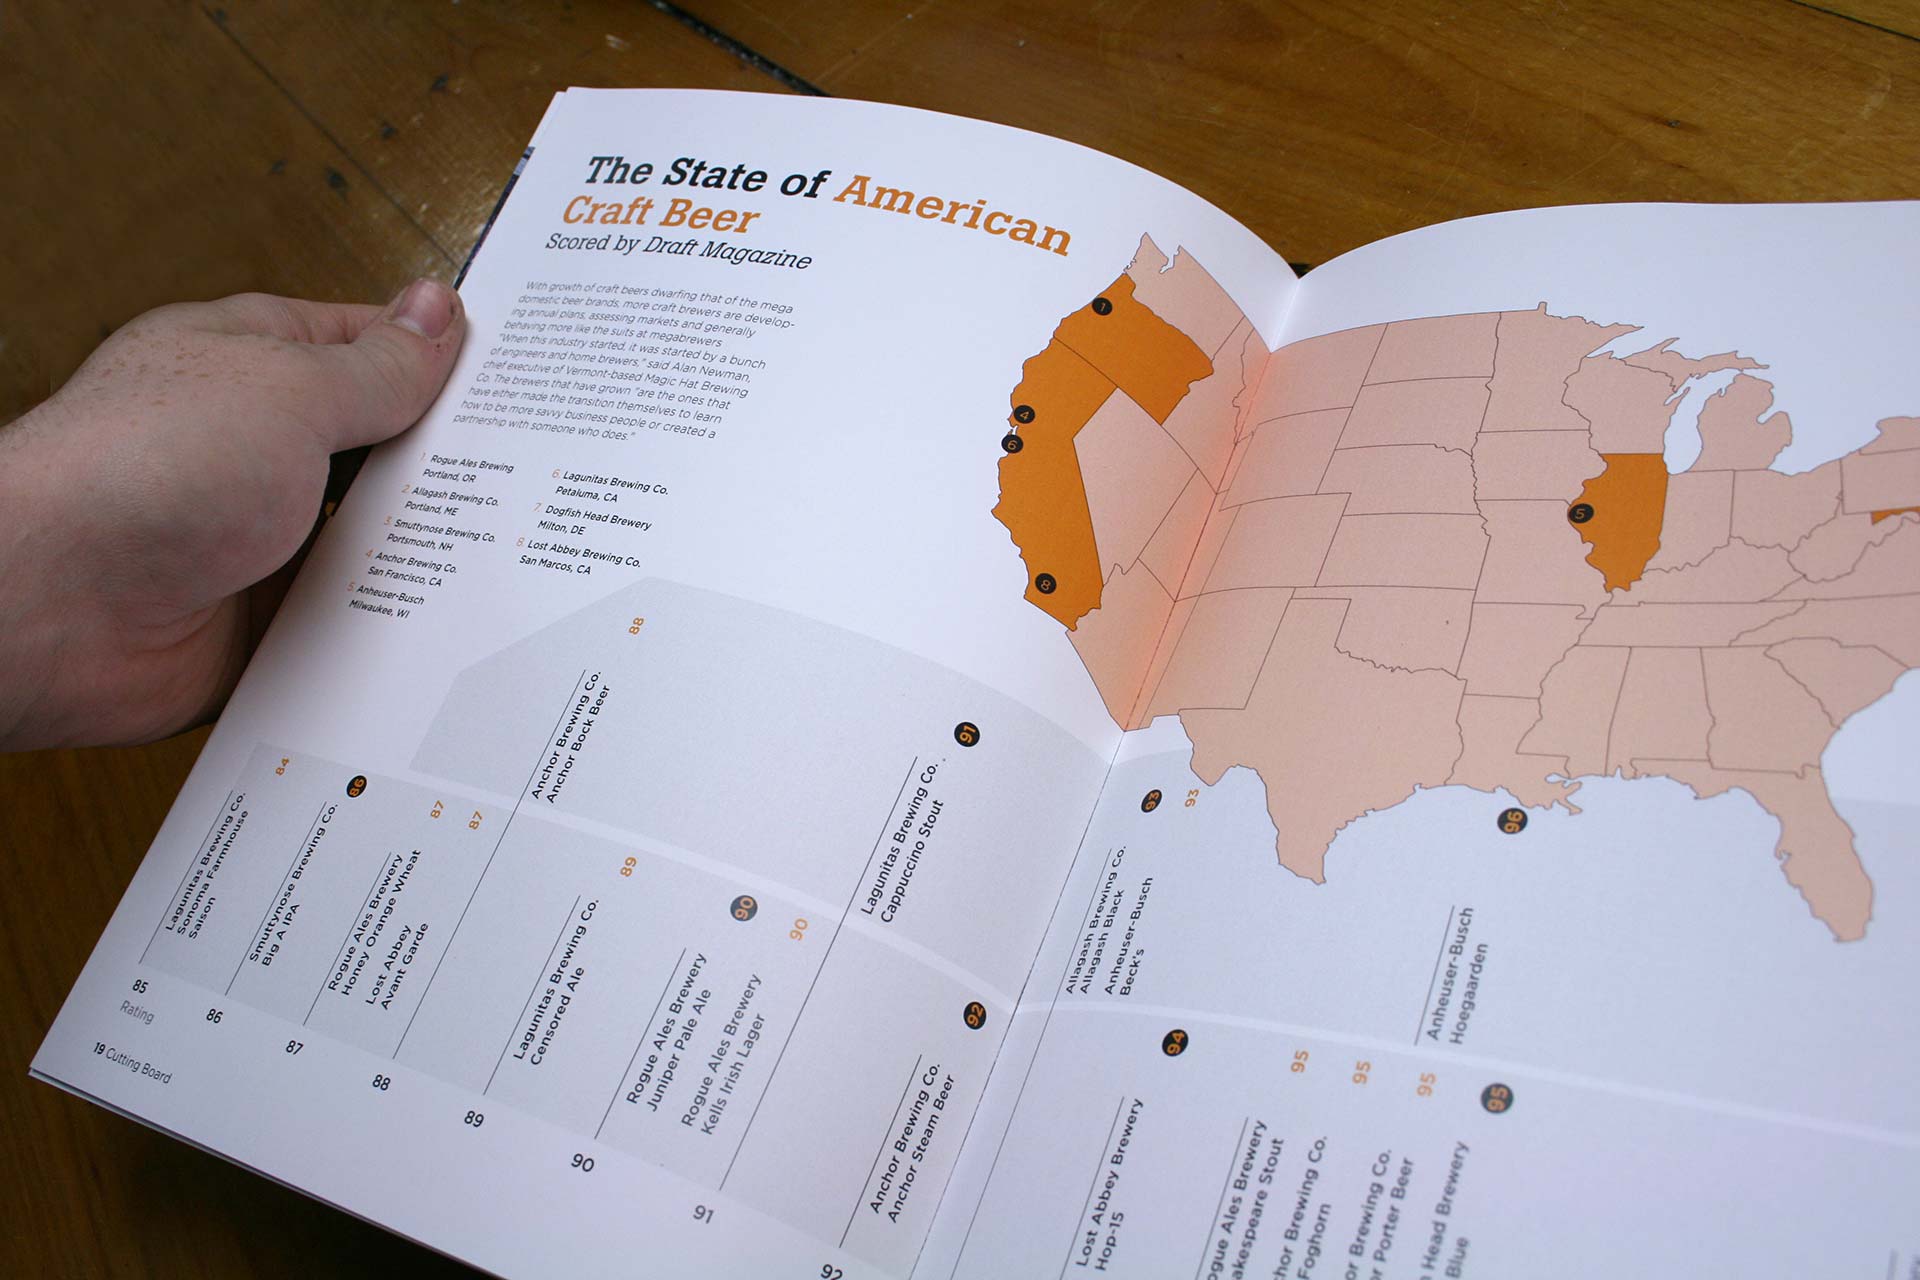 The State of American
Craft Beer
Scored by Draft Magazine
With growth of craft beers dwarfing that of the mega
domestic beer brands, more craft brewers are develop-
ing annual plans, assessing markets and generally
behaving more like the suits at megabrewers
"When this industry started, it was started by a bunch
of engineers and home brewers," said Alan Newman,
chief executive of Vermont-based Magic Hat Brewing
Co. The brewers that have grown "are the ones that
have either made the transition themselves to learn
how to be more savvy business people or created a
partnership with someone who does."
1. Rogue Ales Brewing
Portland, OR
2. Allagash Brewing Co.
Portland, ME
3. Smuttynose Brewing Co.
Portsmouth, NH
4. Anchor Brewing Co.
San Francisco, CA
5. Anheuser-Busch
Milwaukee, WI
6. Lagunitas Brewing Co.
Petaluma, CA
7. Dogfish Head Brewery
Milton, DE
8. Lost Abbey Brewing Co.
San Marcos, CA
1
4
6
8
5
84
Lagunitas Brewing Co.
Sonoma Farmhouse
Saison
86
Smuttynose Brewing Co.
Big A IPA
87
Rogue Ales Brewery
Honey Orange Wheat
87
Lost Abbey
Avant Garde
88
Anchor Brewing Co.
Anchor Bock Beer
89
Lagunitas Brewing Co.
Censored Ale
90
Rogue Ales Brewery
Juniper Pale Ale
90
Rogue Ales Brewery
Kells Irish Lager
91
Lagunitas Brewing Co.
Cappuccino Stout
92
Anchor Brewing Co.
Anchor Steam Beer
93
Allagash Brewing Co.
Allagash Black
93
Anheuser-Busch
Beck's
94
Lost Abbey Brewery
Hop-15
95
ogue Ales Brewery
akespeare Stout
95
hor Brewing Co.
Foghorn
95
r Brewing Co.
r Porter Beer
95
Head Brewery
Blue
96
Anheuser-Busch
Hoegaarden
85
86
87
88
89
90
91
92
Rating
19 Cutting Board